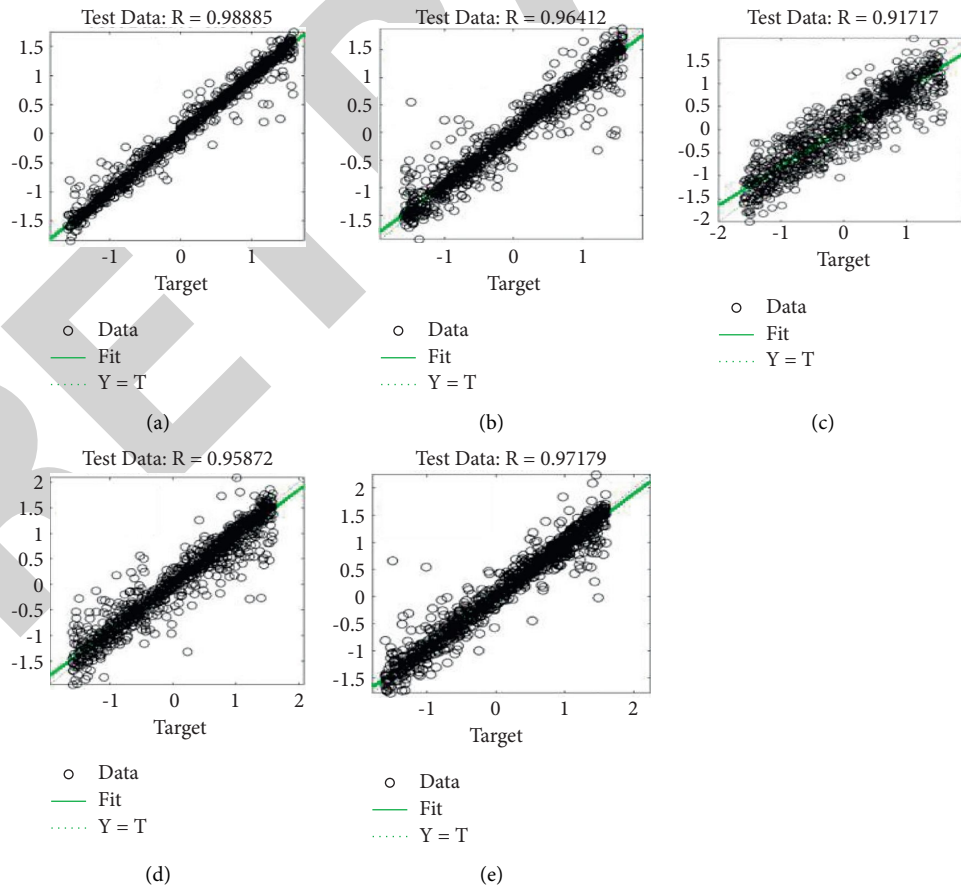 Test Data: R = 0.98885
1.5
1
0.5
0
-0.5
-1
-1.5
-1 0 1
Target
Data
Fit
Y = T
(a)
Test Data: R = 0.96412
1.5
1
0.5
0
-0.5
-1
-1.5
-1 0 1
Target
Data
Fit
Y = T
(b)
Test Data: R = 0.91717
2
1.5
1
0.5
0
-0.5
-1
-1.5
-2
-2 -1 0 1
Target
Data
Fit
Y = T
(c)
Test Data: R = 0.95872
2
1.5
1
0.5
0
-0.5
-1
-1.5
-1 0 1 2
Target
Data
Fit
Y = T
(d)
Test Data: R = 0.97179
2
1.5
1
0.5
0
-0.5
-1
-1.5
-1 0 1 2
Target
Data
Fit
Y = T
(e)